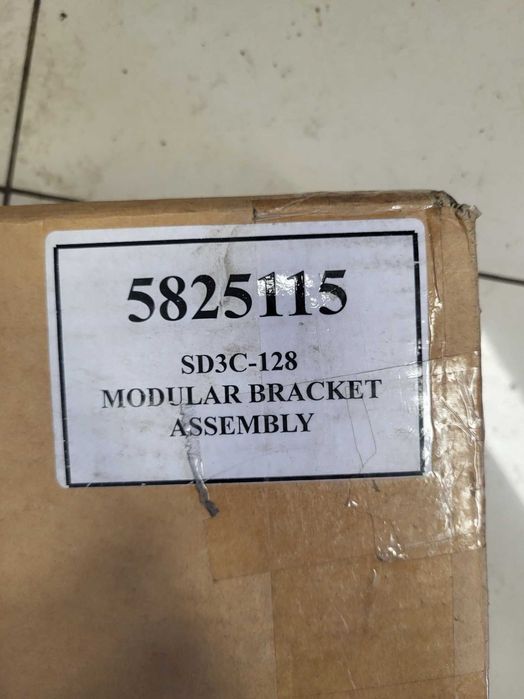 5825115
SD3C-128
MODULAR BRACKET
ASSEMBLY